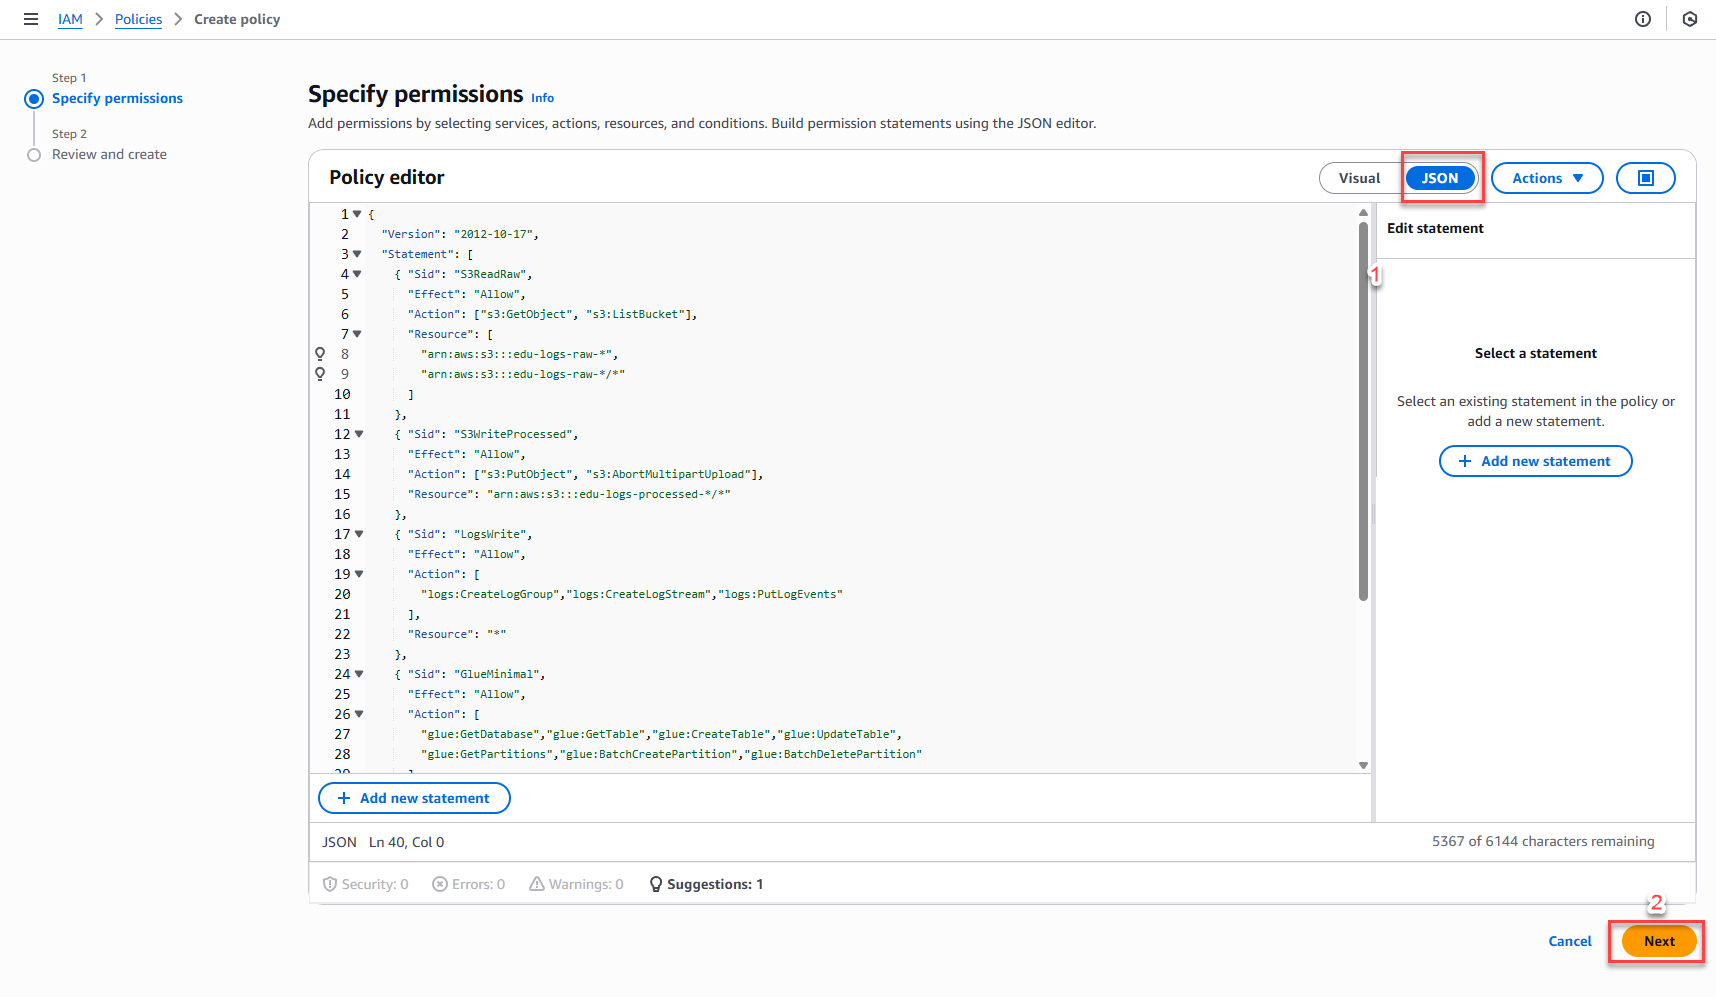 IAM > Policies > Create policy
Step 1
Specify permissions
Step 2
Review and create
Specify permissions Info
Add permissions by selecting services, actions, resources, and conditions. Build permission statements using the JSON editor.
Policy editor
Visual JSON Actions
1 {
2 "Version": "2012-10-17",
3 "Statement": [
4 { "Sid": "S3ReadRaw",
5 "Effect": "Allow",
6 "Action": ["s3:GetObject", "s3:ListBucket"],
7 "Resource": [
8 "arn:aws:s3:::edu-logs-raw-*",
9 "arn:aws:s3:::edu-logs-raw-*/*"
10 ]
11 },
12 { "Sid": "S3WriteProcessed",
13 "Effect": "Allow",
14 "Action": ["s3:PutObject", "s3:AbortMultipartUpload"],
15 "Resource": "arn:aws:s3:::edu-logs-processed-*/*"
16 },
17 { "Sid": "LogsWrite",
18 "Effect": "Allow",
19 "Action": [
20 "logs:CreateLogGroup","logs:CreateLogStream","logs:PutLogEvents"
21 ],
22 "Resource": "*"
23 },
24 { "Sid": "GlueMinimal",
25 "Effect": "Allow",
26 "Action": [
27 "glue:GetDatabase","glue:GetTable","glue:CreateTable","glue:UpdateTable",
28 "glue:GetPartitions","glue:BatchCreatePartition","glue:BatchDeletePartition"
29 ]
Edit statement
1
Select a statement
Select an existing statement in the policy or
add a new statement.
+ Add new statement
+ Add new statement
JSON Ln 40, Col 0
5367 of 6144 characters remaining
Security: 0 Errors: 0 Warnings: 0 Suggestions: 1
2
Cancel Next